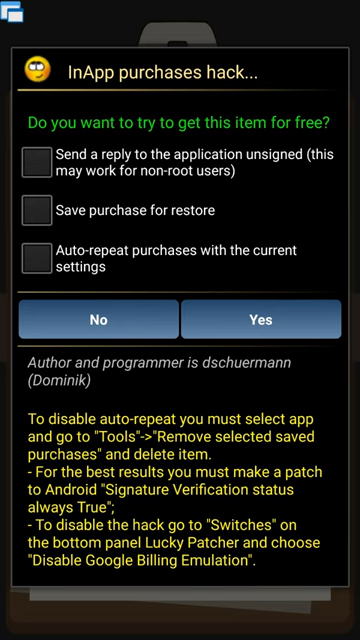 InApp purchases hack...
Do you want to try to get this item for free?
Send a reply to the application unsigned (this
may work for non-root users)
Save purchase for restore
Auto-repeat purchases with the current
settings
No
Yes
Author and programmer is dschuermann
(Dominik)
To disable auto-repeat you must select app
and go to "Tools"->"Remove selected saved
purchases" and delete item.
- For the best results you must make a patch
to Android "Signature Verification status
always True";
- To disable the hack go to "Switches" on
the bottom panel Lucky Patcher and choose
"Disable Google Billing Emulation".